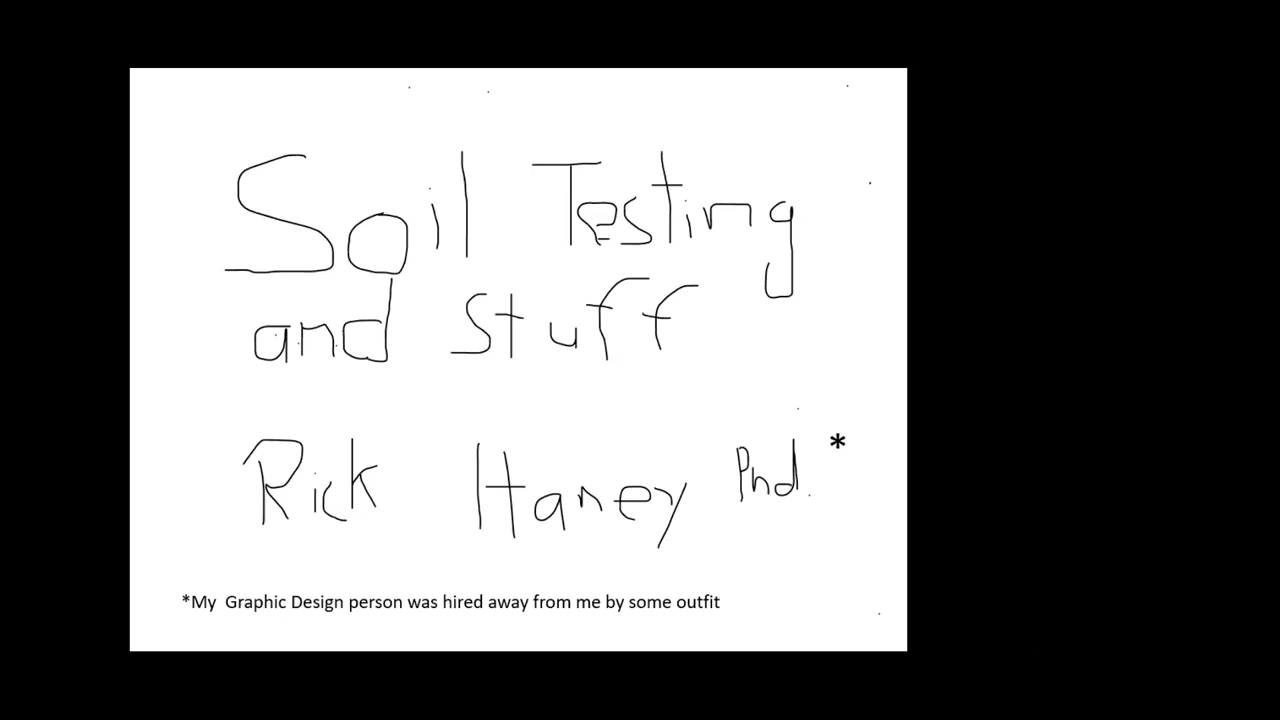 Soil Testing
and stuff
Rick Haney Phd. *
*My Graphic Design person was hired away from me by some outfit